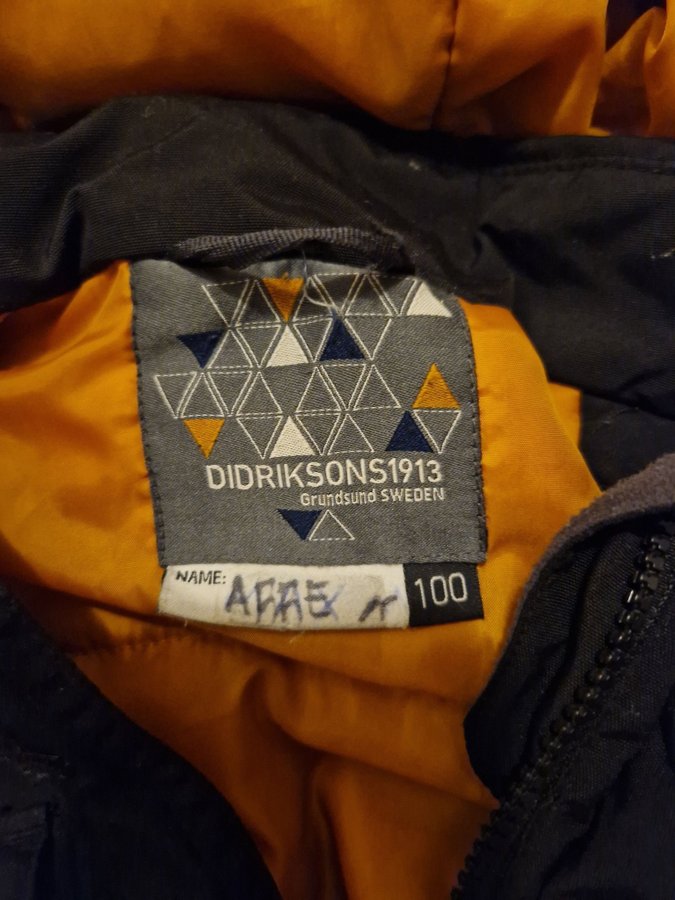 DIDRIKSONS1913
Grundsund SWEDEN
NAME:
100